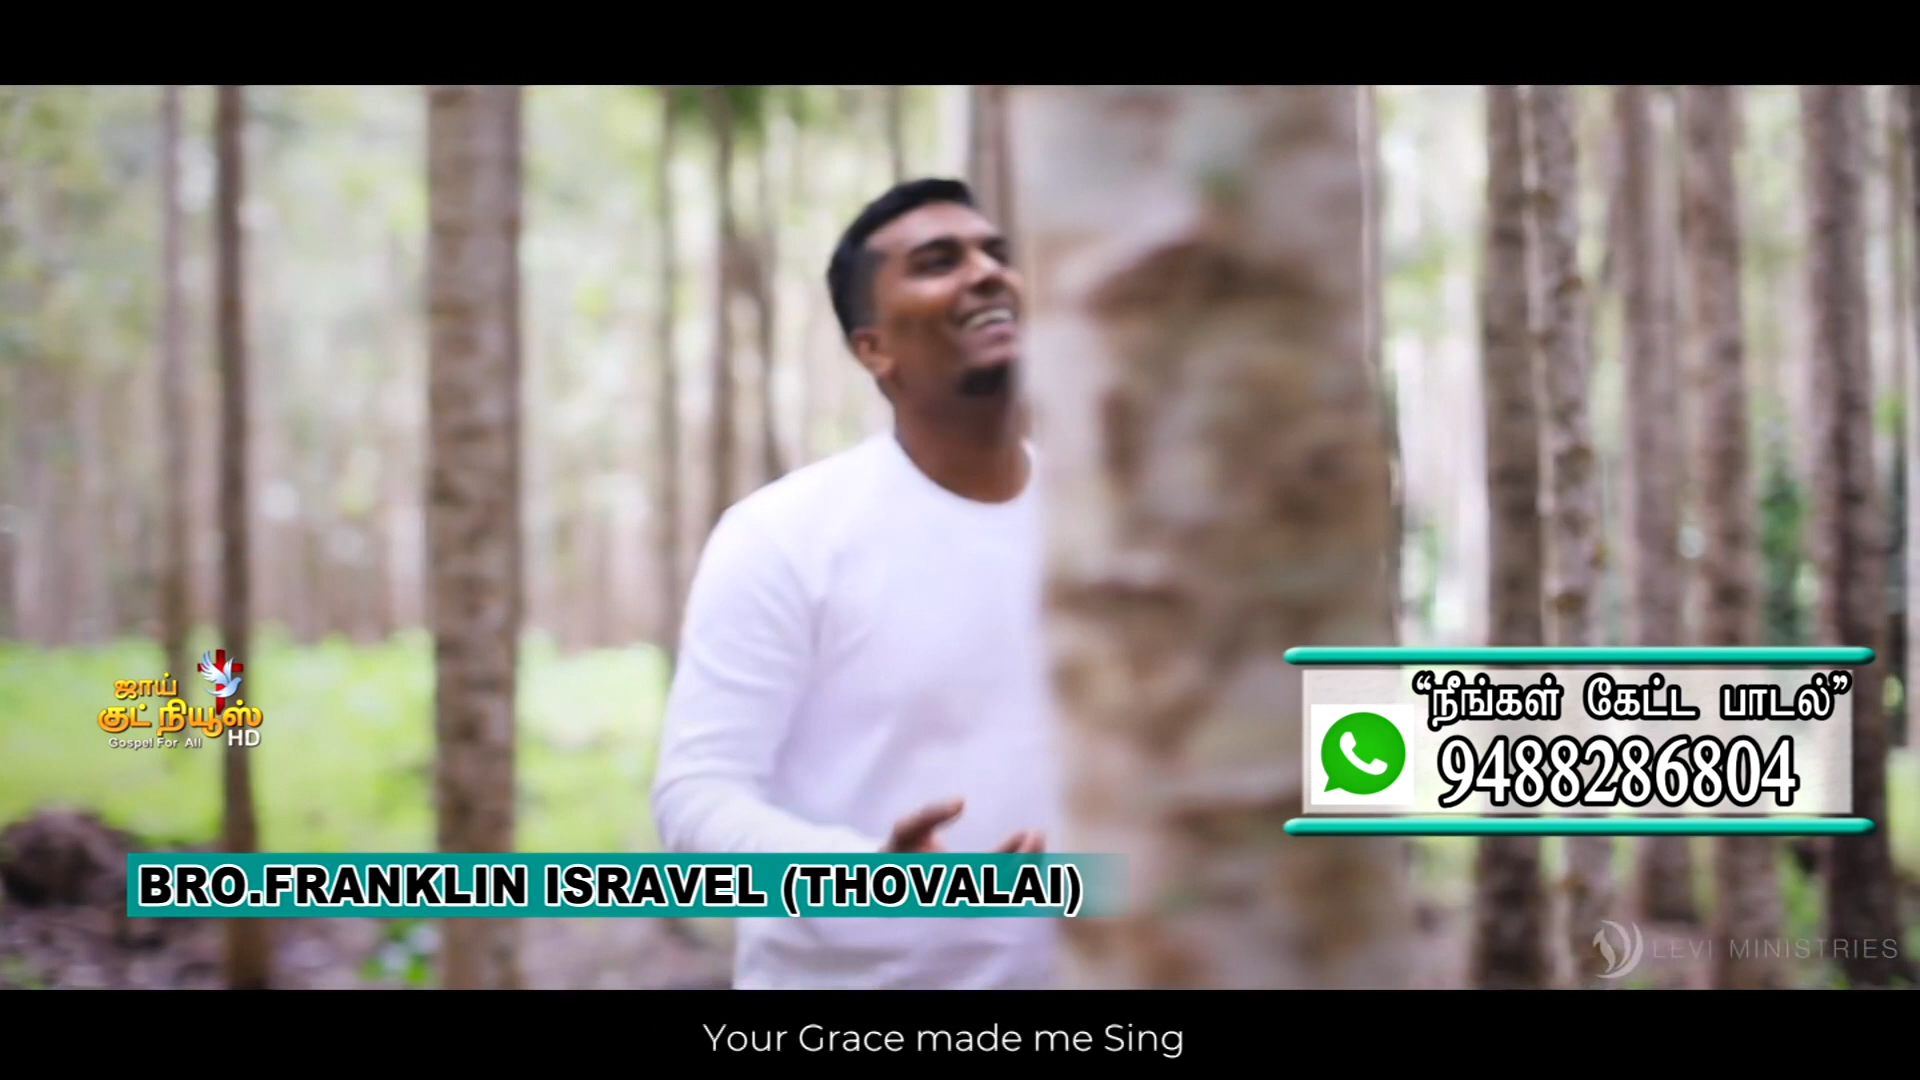 ஜாய்
குட் நியூஸ்
Gospel For All HD
“நீங்கள் கேட்ட பாடல்”
9488286804
BRO.FRANKLIN ISRAVEL (THOVALAI)
LEVI MINISTRIES
Your Grace made me Sing